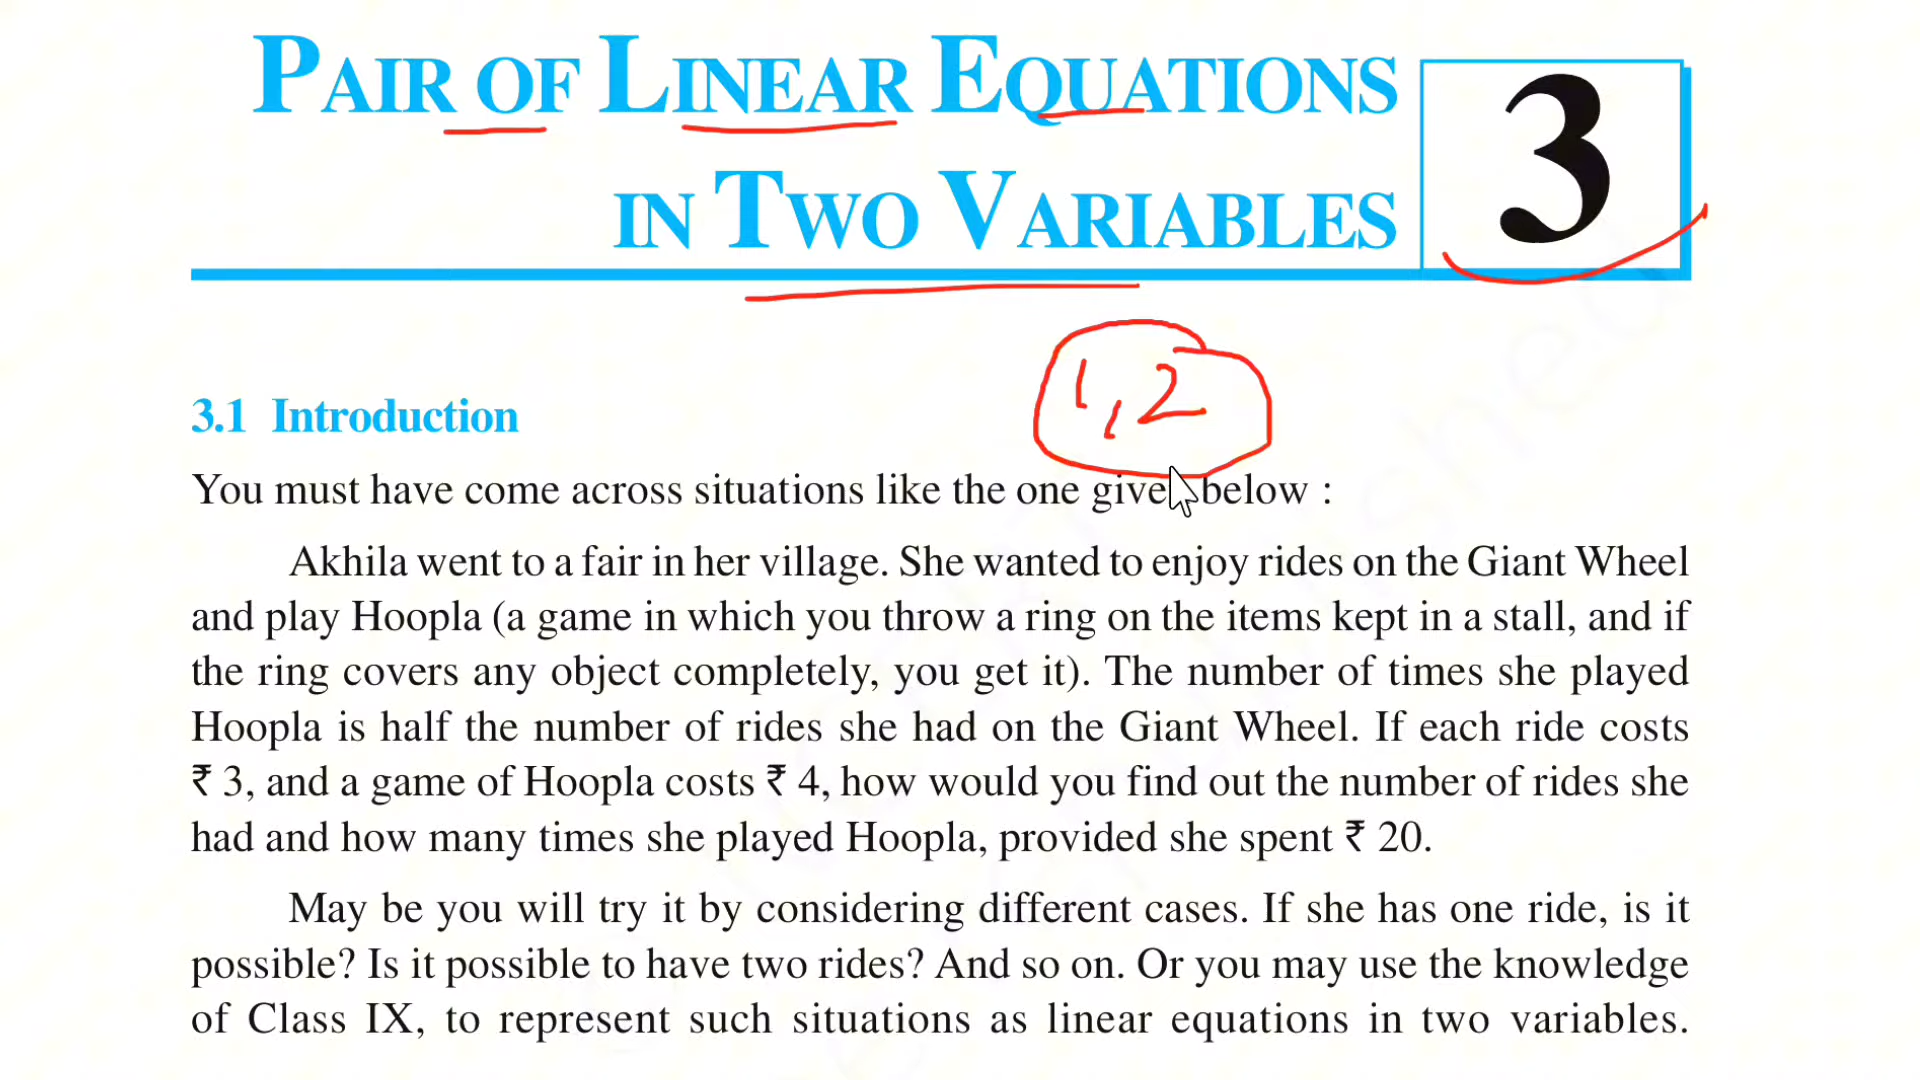 PAIR OF LINEAR EQUATIONS
IN TWO VARIABLES
3
1,2
3.1 Introduction
You must have come across situations like the one given below :
Akhila went to a fair in her village. She wanted to enjoy rides on the Giant Wheel
and play Hoopla (a game in which you throw a ring on the items kept in a stall, and if
the ring covers any object completely, you get it). The number of times she played
Hoopla is half the number of rides she had on the Giant Wheel. If each ride costs
₹ 3, and a game of Hoopla costs ₹ 4, how would you find out the number of rides she
had and how many times she played Hoopla, provided she spent ₹ 20.
May be you will try it by considering different cases. If she has one ride, is it
possible? Is it possible to have two rides? And so on. Or you may use the knowledge
of Class IX, to represent such situations as linear equations in two variables.